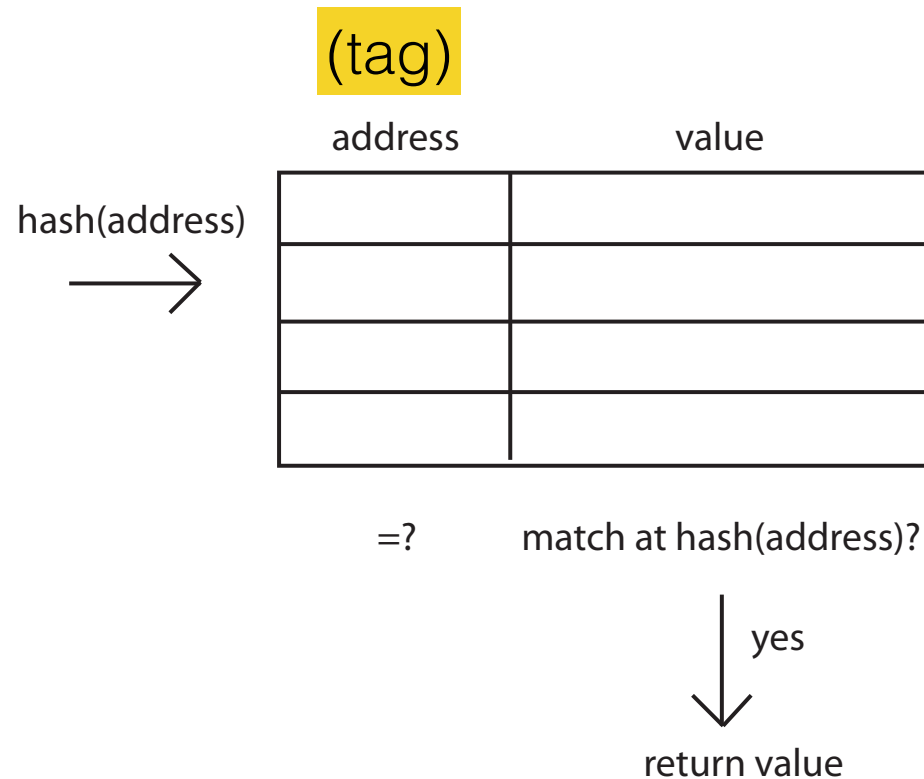 (tag)
address value
hash(address)
=? match at hash(address)?
yes
return value